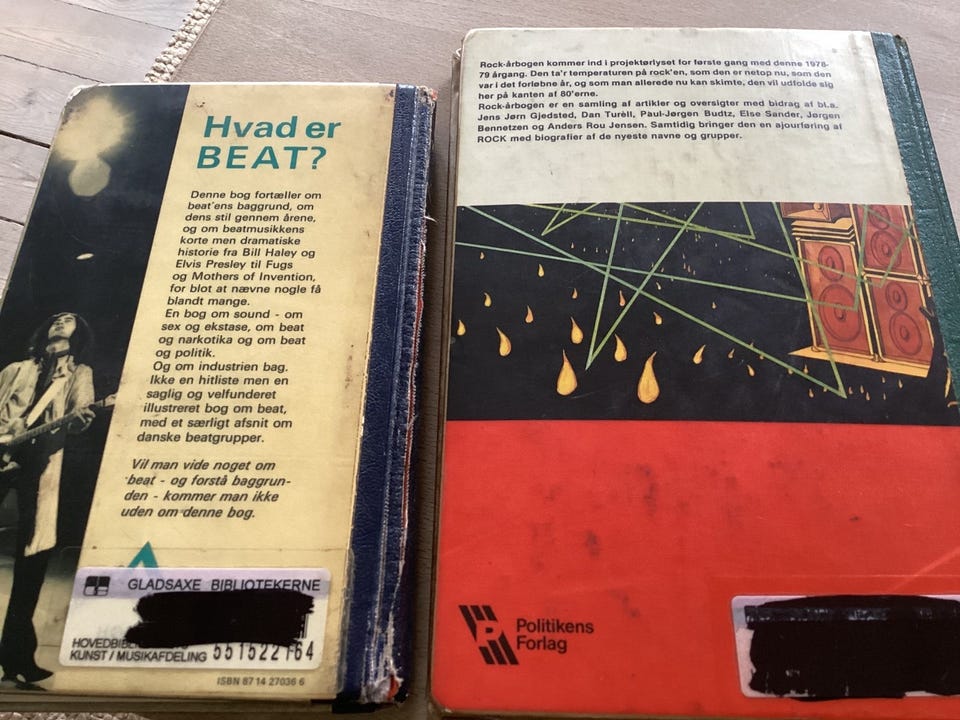 Hvad er
BEAT?
Denne bog fortæller om
beat'ens baggrund, om
dens stil gennem årene,
og om beatmusikkens
korte men dramatiske
historie fra Bill Haley og
Elvis Presley til Fugs
og Mothers of Invention,
for blot at nævne nogle få
blandt mange.
En bog om sound - om
sex og ekstase, om beat
og narkotika og om beat
og politik.
Og om industrien bag.
Ikke en hitliste men en
saglig og velfunderet
illustreret bog om beat,
med et særligt afsnit om
danske beatgrupper.
Vil man vide noget om
beat - og forstå baggrun-
den - kommer man ikke
uden om denne bog.
GLADSAXE BIBLIOTEKERNE
KUNST / MUSIKAFDELING 551522164
ISBN 87 14 27036 6
Rock-årbogen kommer ind i projektørlyset for første gang med denne 1978-
79 årgang. Den ta'r temperaturen på rock'en, som den er netop nu, som den
var i det forløbne år, og som man allerede nu kan skimte, den vil udfolde sig
her på kanten af 80'erne.
Rock-årbogen er en samling af artikler og oversigter med bidrag af bl.a.
Jens Jørn Gjedsted, Dan Turèll, Paul-Jørgen Budtz, Else Sander, Jørgen
Bennetzen og Anders Rou Jensen. Samtidig bringer den en ajourføring af
ROCK med biografier af de nyeste navne og grupper.
Politikens
Forlag